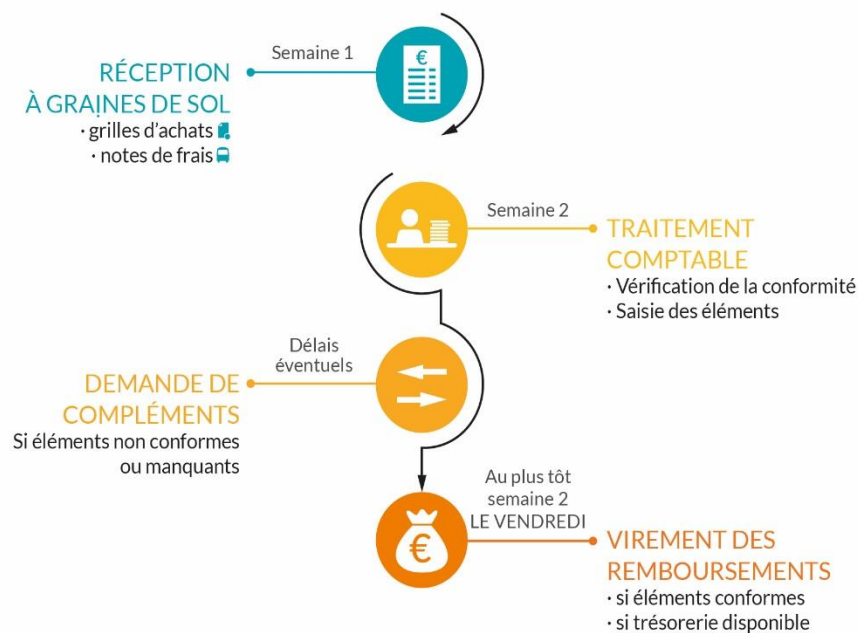 Semaine 1
RÉCEPTION
À GRAINES DE SOL
· grilles d'achats
· notes de frais
€
Semaine 2
TRAITEMENT
COMPTABLE
· Vérification de la conformité
· Saisie des éléments
Délais
éventuels
DEMANDE DE
COMPLÉMENTS
Si éléments non conformes
ou manquants
Au plus tôt
semaine 2
LE VENDREDI
€
VIREMENT DES
REMBOURSEMENTS
· si éléments conformes
· si trésorerie disponible